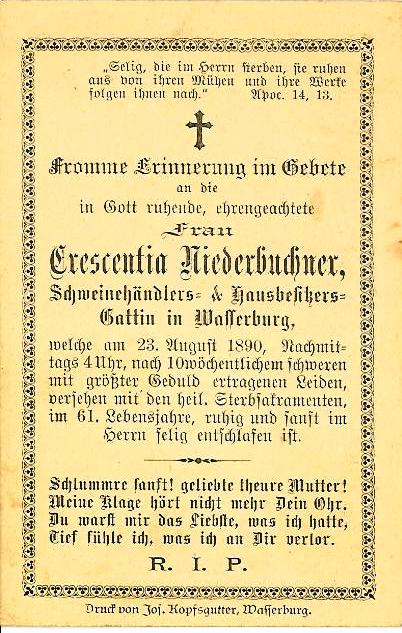 „Selig, die im Herrn sterben, sie ruhen
aus von ihren Mühen und ihre Werke
folgen ihnen nach.“ Apoc. 14, 13.
Fromme Erinnerung im Gebete
an die
in Gott ruhende, ehrengeachtete
Frau
Crescentia Niederbuchner,
Schweinehändlers- & Hausbesitzers-
Gattin in Wasserburg,
welche am 23. August 1890, Nachmit-
tags 4 Uhr, nach 10wöchentlichem schweren
mit größter Geduld ertragenen Leiden,
versehen mit den heil. Sterbsakramenten,
im 61. Lebensjahre, ruhig und sanft im
Herrn selig entschlafen ist.
Schlummre sanft! geliebte theure Mutter!
Meine Klage hört nicht mehr Dein Ohr.
Du warst mir das Liebste, was ich hatte,
Tief fühle ich, was ich an Dir verlor.
R. I. P.
Druck von Jos. Kopfsgutter, Wasserburg.